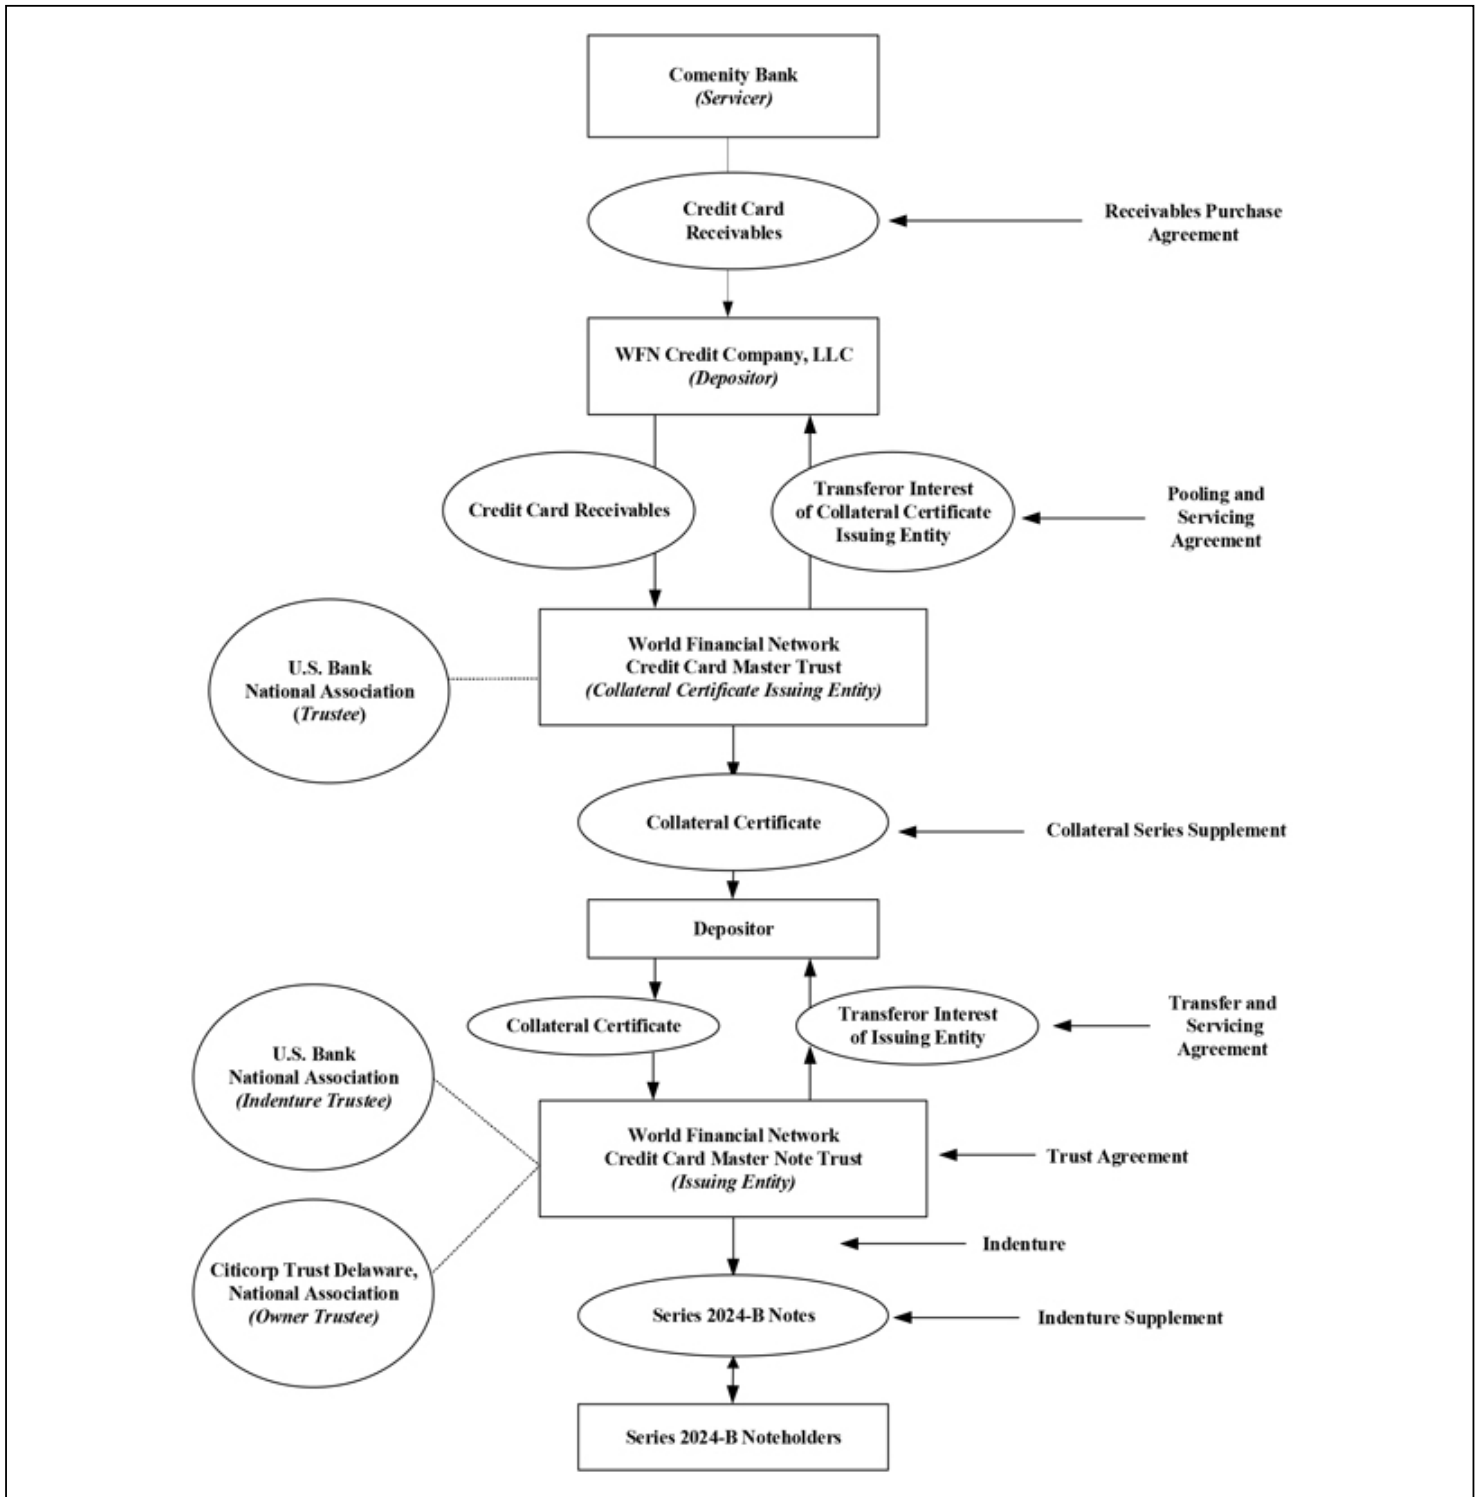 Comenity Bank
(Servicer)
Credit Card
Receivables
Receivables Purchase
Agreement
WFN Credit Company, LLC
(Depositor)
Credit Card Receivables
Transferor Interest
of Collateral Certificate
Issuing Entity
Pooling and
Servicing
Agreement
U.S. Bank
National Association
(Trustee)
World Financial Network
Credit Card Master Trust
(Collateral Certificate Issuing Entity)
Collateral Certificate
Collateral Series Supplement
Depositor
Collateral Certificate
Transferor Interest
of Issuing Entity
Transfer and
Servicing
Agreement
U.S. Bank
National Association
(Indenture Trustee)
World Financial Network
Credit Card Master Note Trust
(Issuing Entity)
Trust Agreement
Indenture
Citicorp Trust Delaware,
National Association
(Owner Trustee)
Series 2024-B Notes
Indenture Supplement
Series 2024-B Noteholders